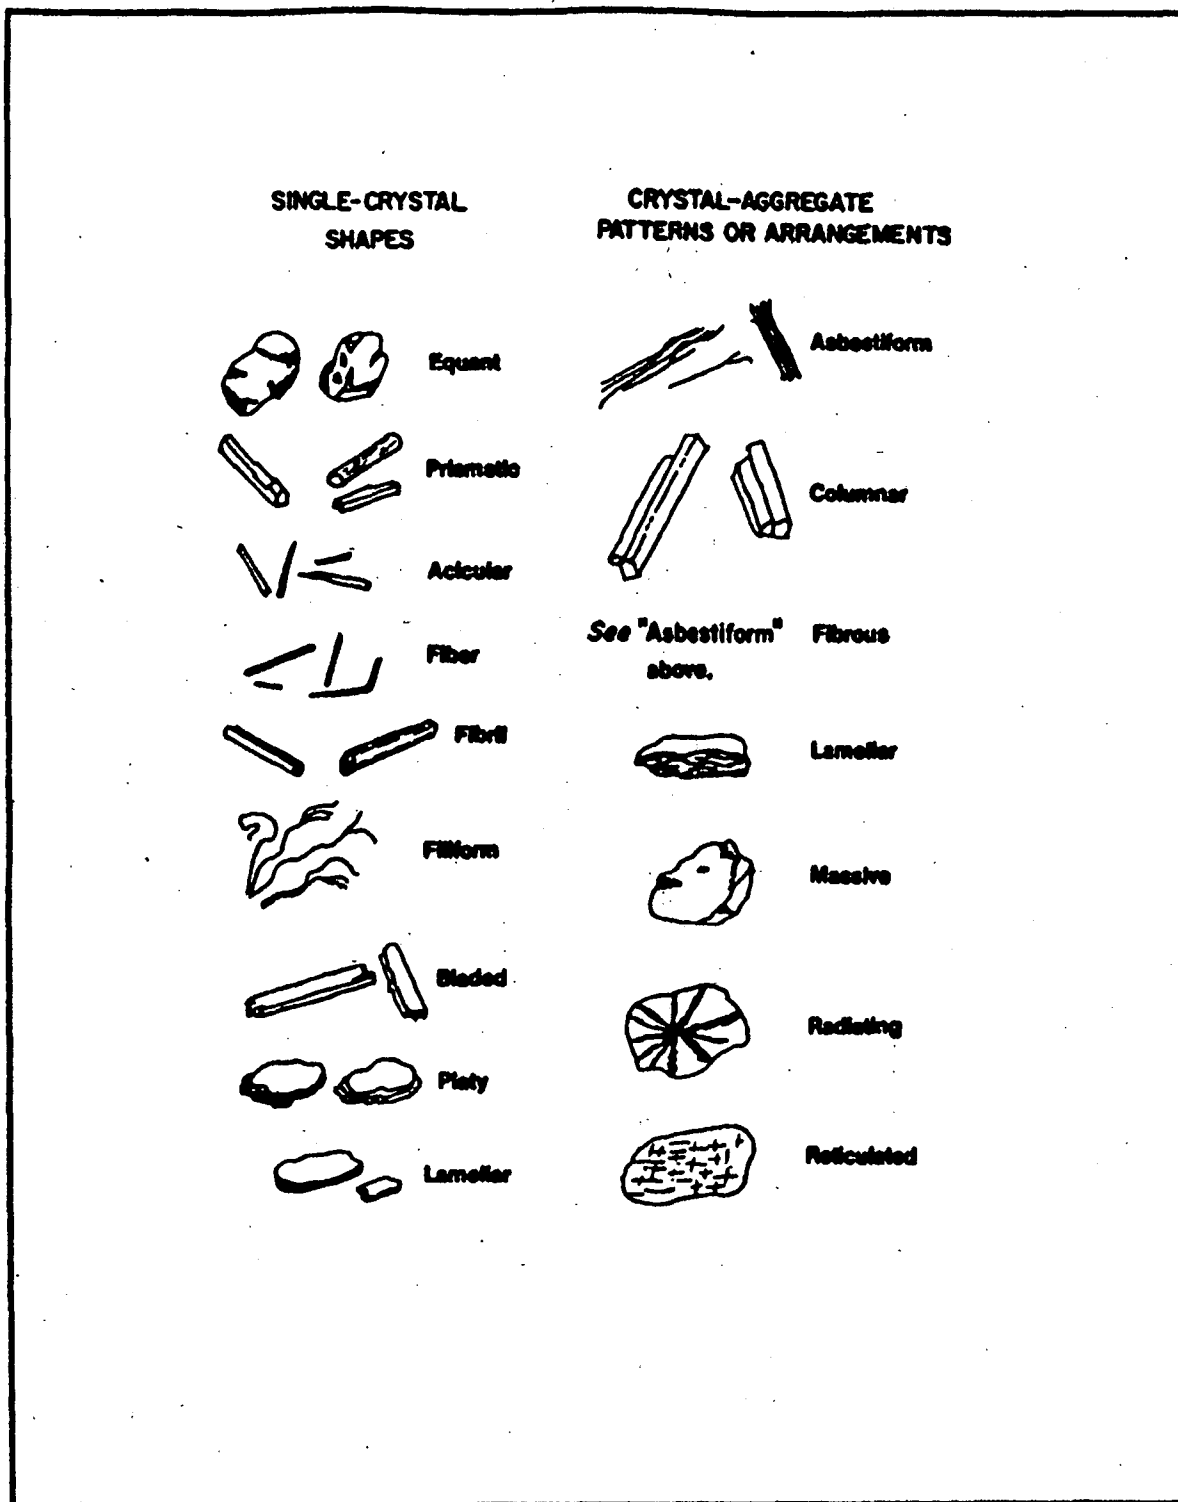 SINGLE-CRYSTAL
SHAPES
Equant
Prismatic
Acicular
Fiber
Fibril
Filiform
Bladed
Platy
Lamellar
CRYSTAL-AGGREGATE
PATTERNS OR ARRANGEMENTS
Asbestiform
Columnar
See "Asbestiform" Fibrous
above.
Lamellar
Massive
Radiating
Reticulated